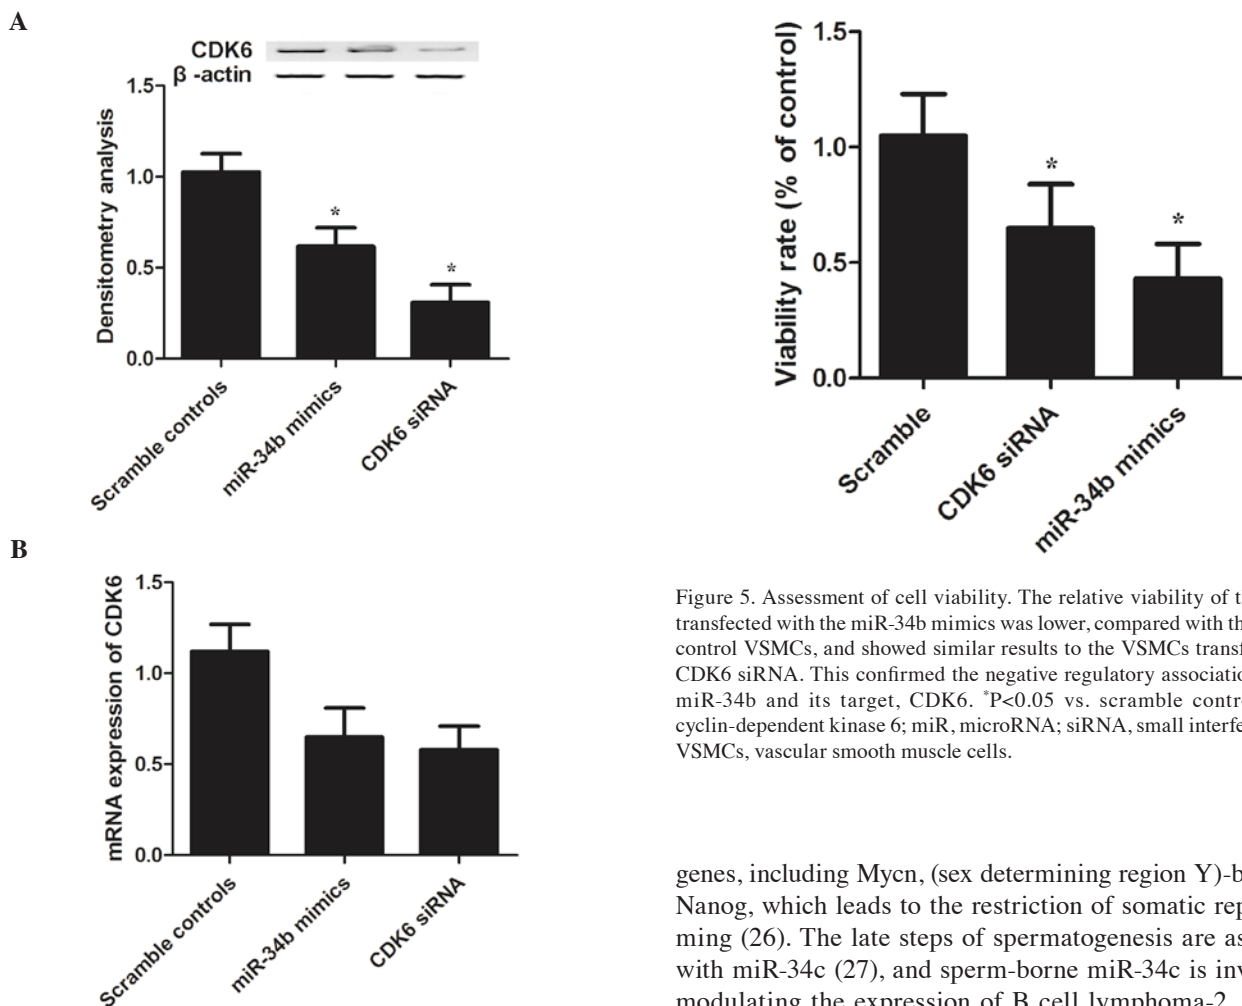 A
CDK6
β -actin
1.5
1.0
0.5
0.0
Densitometry analysis
*
*
Scramble controls
miR-34b mimics
CDK6 siRNA
B
1.5
1.0
0.5
0.0
mRNA expression of CDK6
Scramble controls
miR-34b mimics
CDK6 siRNA
1.5
1.0
0.5
0.0
Viability rate (% of control)
*
*
Scramble
CDK6 siRNA
miR-34b mimics
Figure 5. Assessment of cell viability. The relative viability of
transfected with the miR-34b mimics was lower, compared with
control VSMCs, and showed similar results to the VSMCs
CDK6 siRNA. This confirmed the negative regulatory
miR-34b and its target, CDK6. *P<0.05 vs. scramble
cyclin-dependent kinase 6; miR, microRNA; siRNA, small
VSMCs, vascular smooth muscle cells.
genes, including Mycn, (sex determining region Y)-b
Nanog, which leads to the restriction of somatic rep
ming (26). The late steps of spermatogenesis are as
with miR-34c (27), and sperm-borne miR-34c is inv
modulating the expression of B cell lymphoma-2